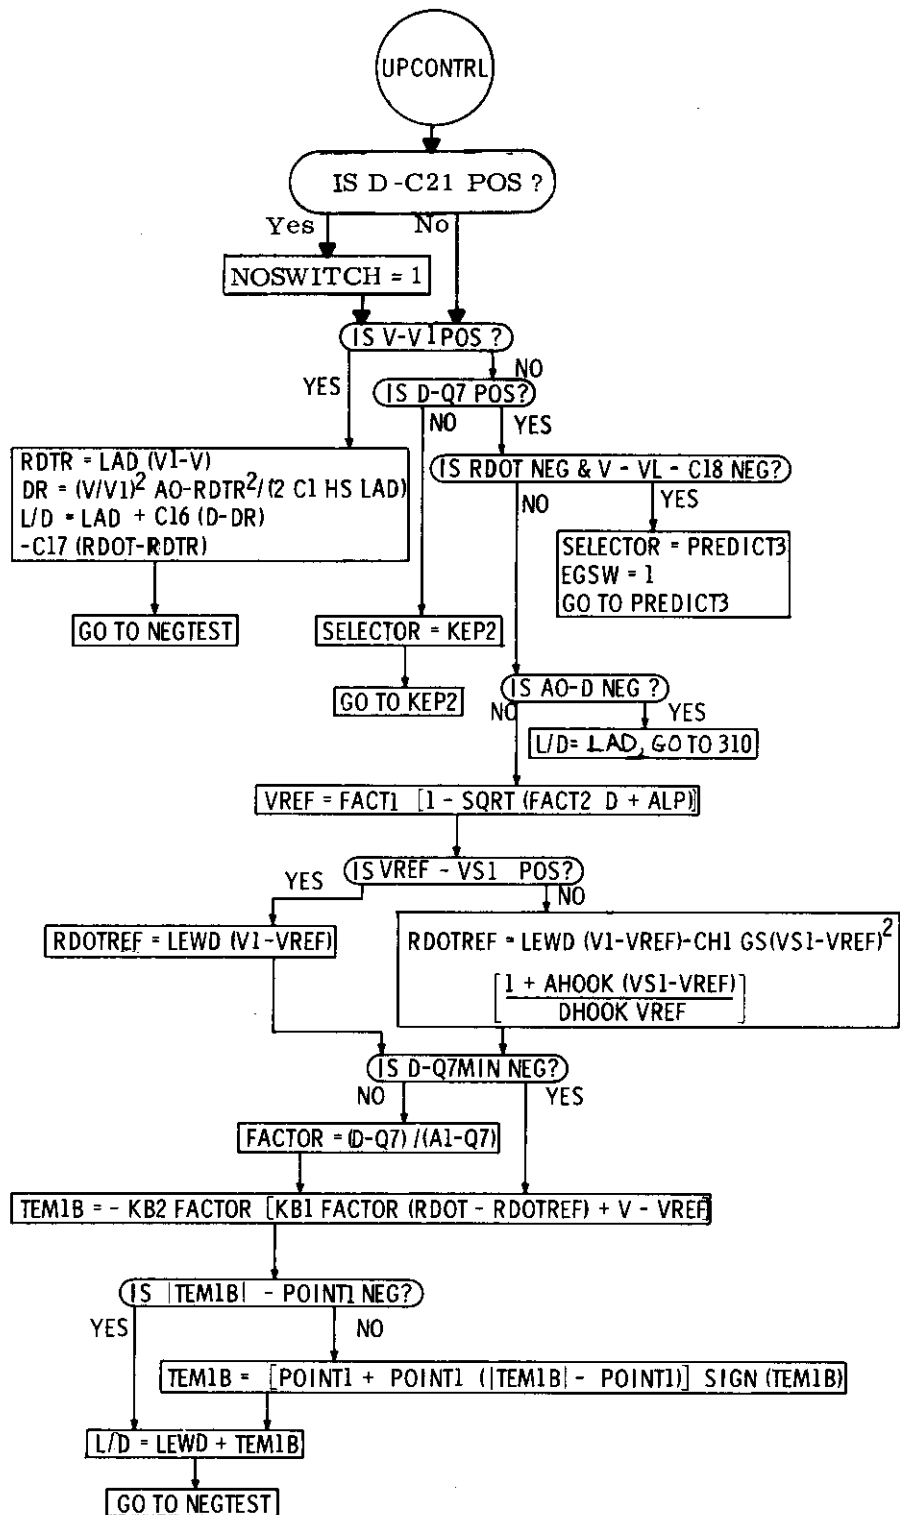 UPCONTRL
IS D-C21 POS ?
Yes
No
NOSWITCH = 1
IS V-V1 POS ?
YES
NO
IS D-Q7 POS?
NO
YES
RDTR = LAD (V1-V)
DR = (V/V1)² AO-RDTR²/(2 C1 HS LAD)
L/D = LAD + C16 (D-DR)
-C17 (RDOT-RDTR)
IS RDOT NEG & V - VL - C18 NEG?
NO
YES
SELECTOR = PREDICT3
EGSW = 1
GO TO PREDICT3
GO TO NEGTEST
SELECTOR = KEP2
GO TO KEP2
IS AO-D NEG ?
NO
YES
L/D= LAD, GO TO 310
VREF = FACT1 [1 - SQRT (FACT2 D + ALP)]
IS VREF - VS1 POS?
YES
NO
RDOTREF = LEWD (V1-VREF)
RDOTREF = LEWD (V1-VREF)-CH1 GS(VS1-VREF)²
[1 + AHOOK (VS1-VREF)
DHOOK VREF]
IS D-Q7MIN NEG?
NO
YES
FACTOR = (D-Q7) /(A1-Q7)
TEM1B = - KB2 FACTOR [KB1 FACTOR (RDOT - RDOTREF) + V - VREF]
IS |TEM1B| - POINT1 NEG?
YES
NO
TEM1B = [POINT1 + POINT1 (|TEM1B| - POINT1)] SIGN (TEM1B)
L/D = LEWD + TEM1B
GO TO NEGTEST